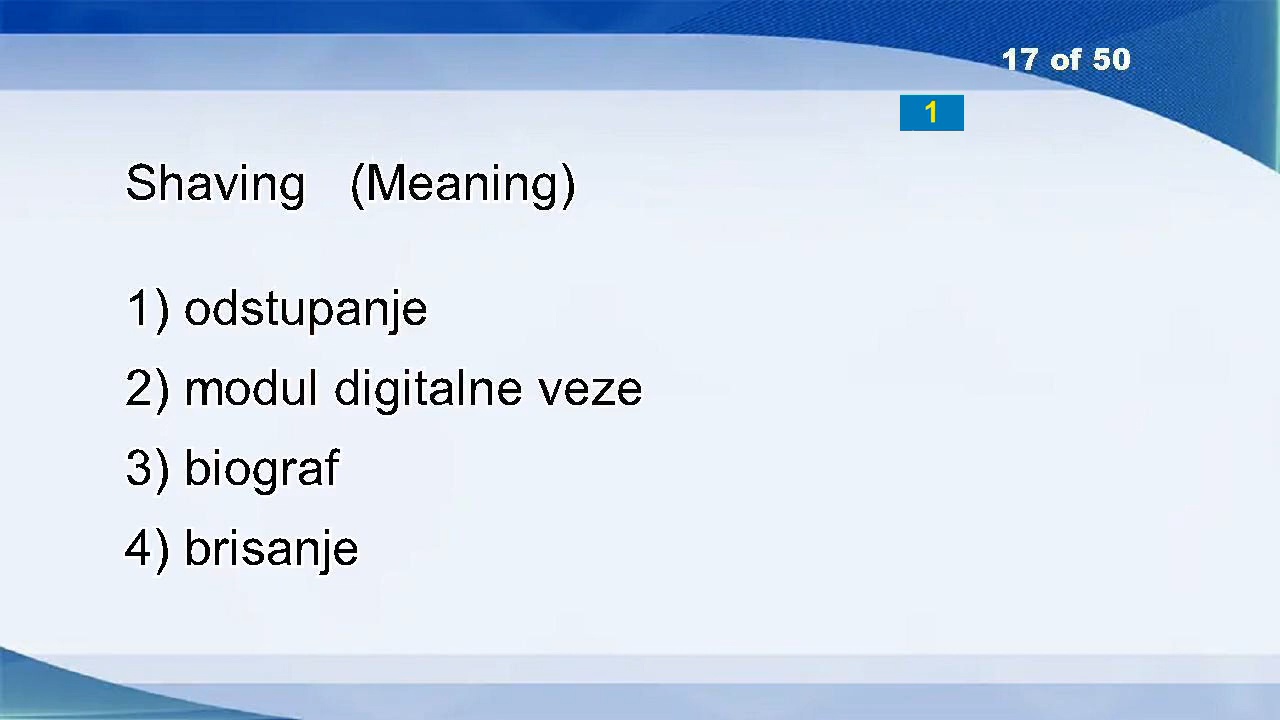 17 of 50
1
Shaving (Meaning)
1) odstupanje
2) modul digitalne veze
3) biograf
4) brisanje